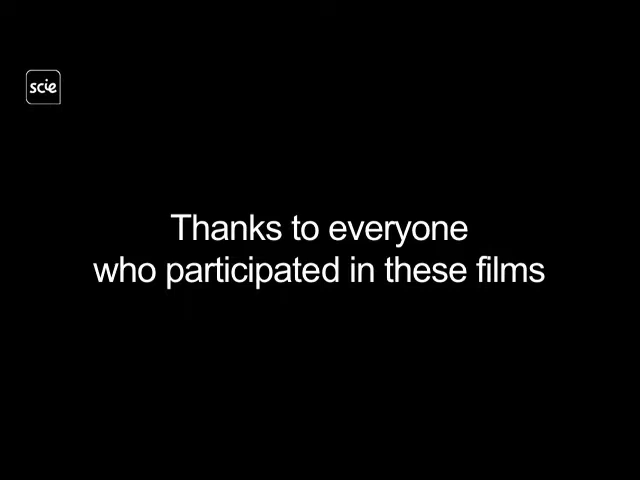 scie
Thanks to everyone
who participated in these films